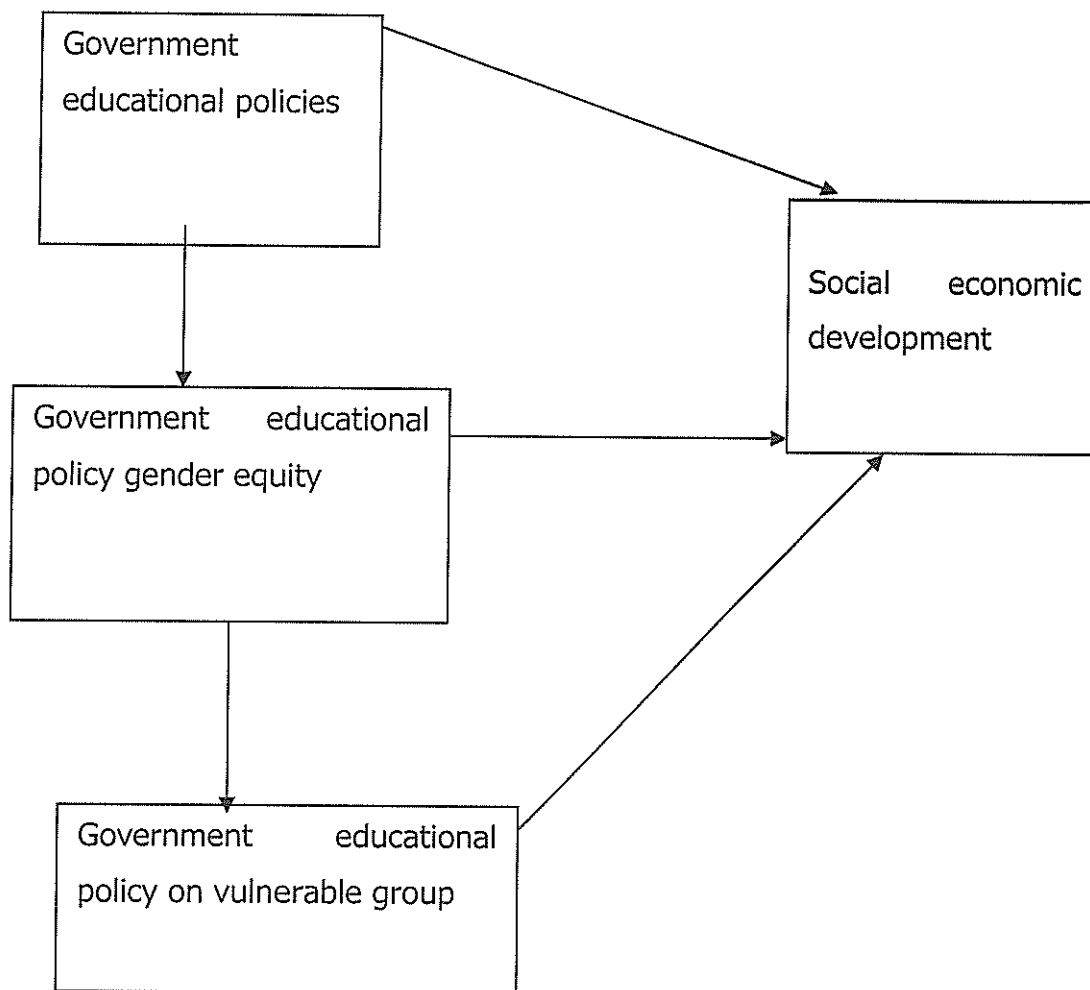 Government
educational policies
Social economic
development
Government educational
policy gender equity
Government educational
policy on vulnerable group